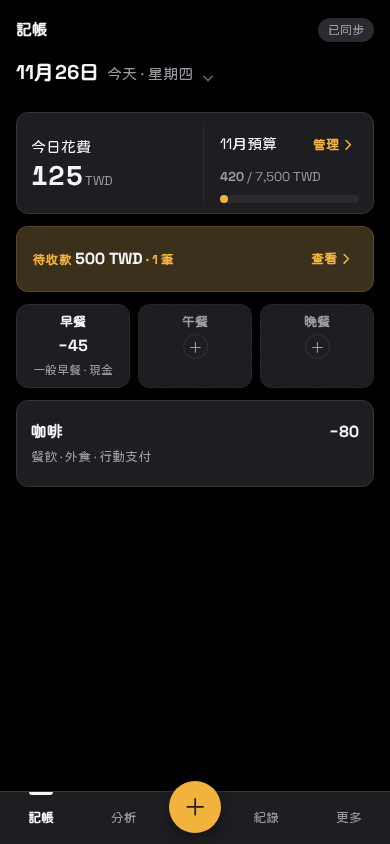 記帳
已同步
11月26日 今天 · 星期四
今日花費
125 TWD
11月預算
管理
420 / 7,500 TWD
待收款 500 TWD · 1 筆
查看
早餐
-45
一般早餐 · 現金
午餐
晚餐
咖啡
-80
餐飲 · 外食 · 行動支付
記帳
分析
紀錄
更多